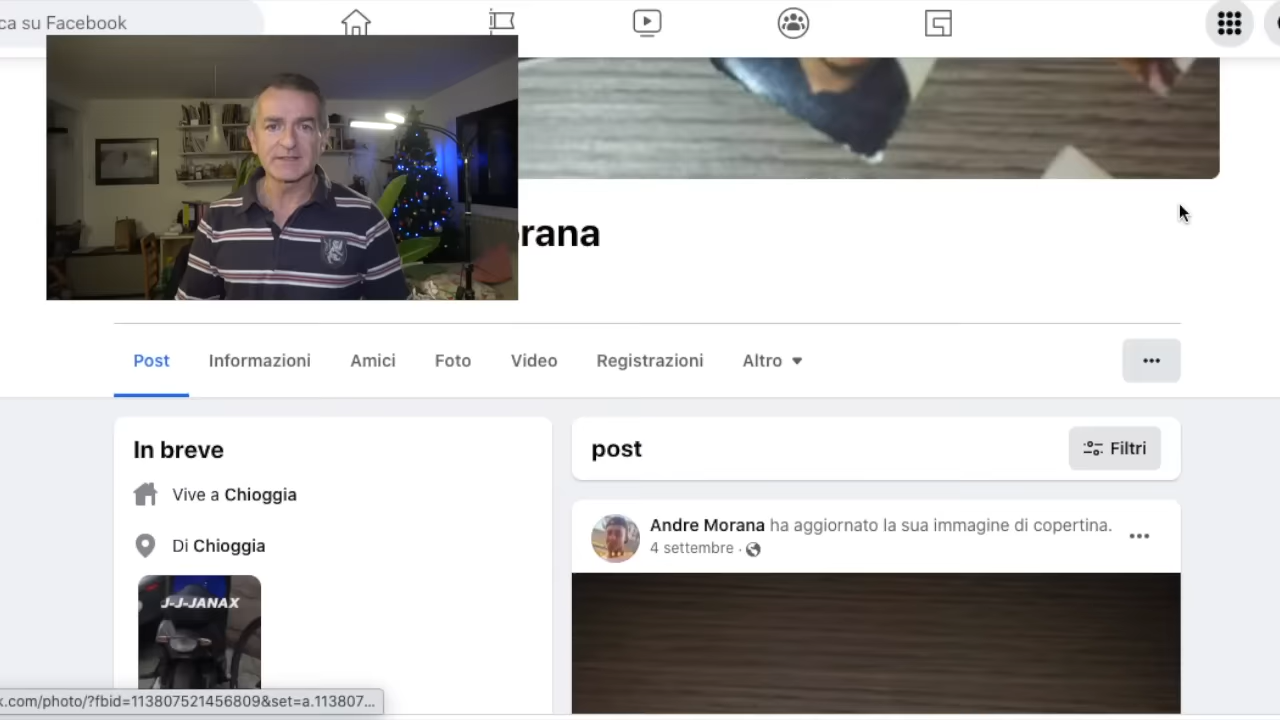 ca su Facebook
orana
Post Informazioni Amici Foto Video Registrazioni Altro
In breve
Vive a Chioggia
Di Chioggia
J-J-JANAX
post
Filtri
Andre Morana ha aggiornato la sua immagine di copertina.
4 settembre ·
k.com/photo/?fbid=113807521456809&set=a.113807...